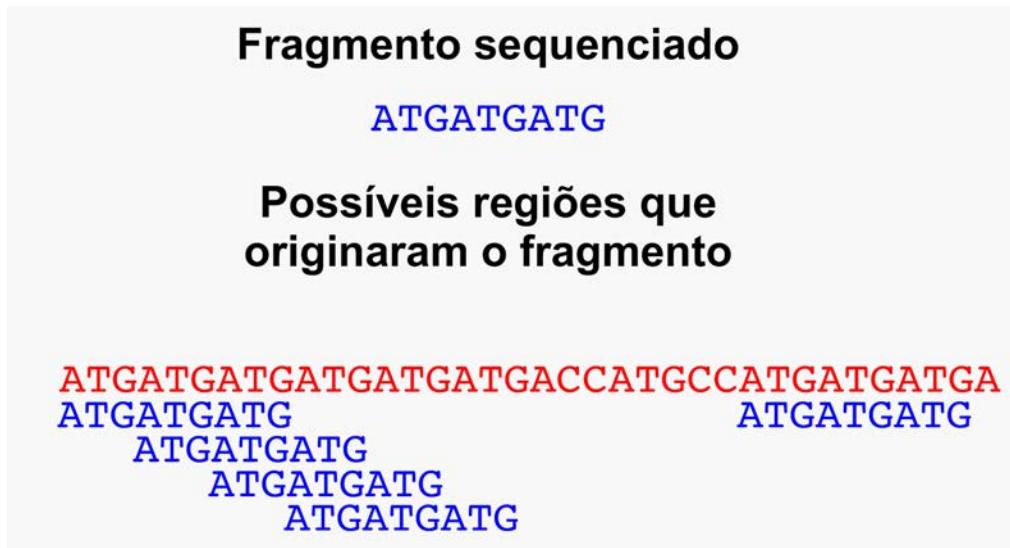 Fragmento sequenciado
ATGATGATG
Possíveis regiões que
originaram o fragmento
ATGATGATGATGATGATGACCATGCCATGATGATGA
ATGATGATG ATGATGATG
ATGATGATG
ATGATGATG
ATGATGATG